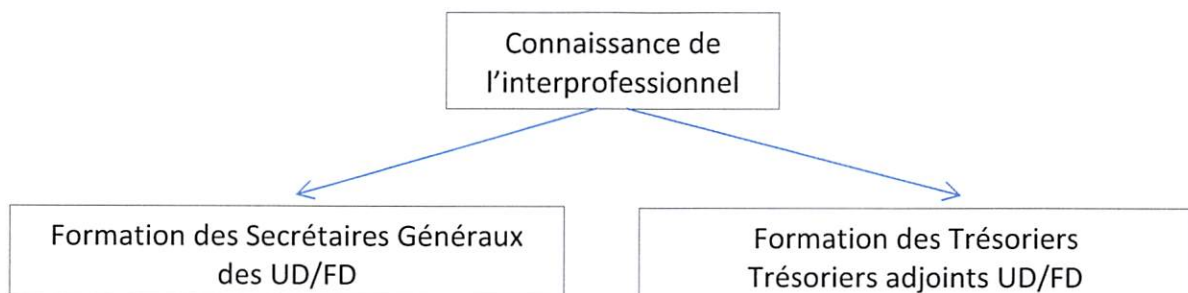 Connaissance de
l'interprofessionnel
Formation des Secrétaires Généraux
des UD/FD
Formation des Trésoriers
Trésoriers adjoints UD/FD